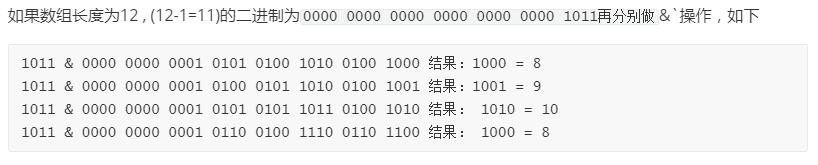 如果数组长度为12 , (12-1=11)的二进制为0000 0000 0000 0000 0000 0000 1011再分别做 &`操作，如下
1011 & 0000 0000 0001 0101 0100 1010 0100 1000 结果：1000 = 8
1011 & 0000 0000 0001 0100 0101 1010 0100 1001 结果：1001 = 9
1011 & 0000 0000 0001 0101 0101 1011 0100 1010 结果： 1010 = 10
1011 & 0000 0000 0001 0110 0100 1110 0110 1100 结果： 1000 = 8